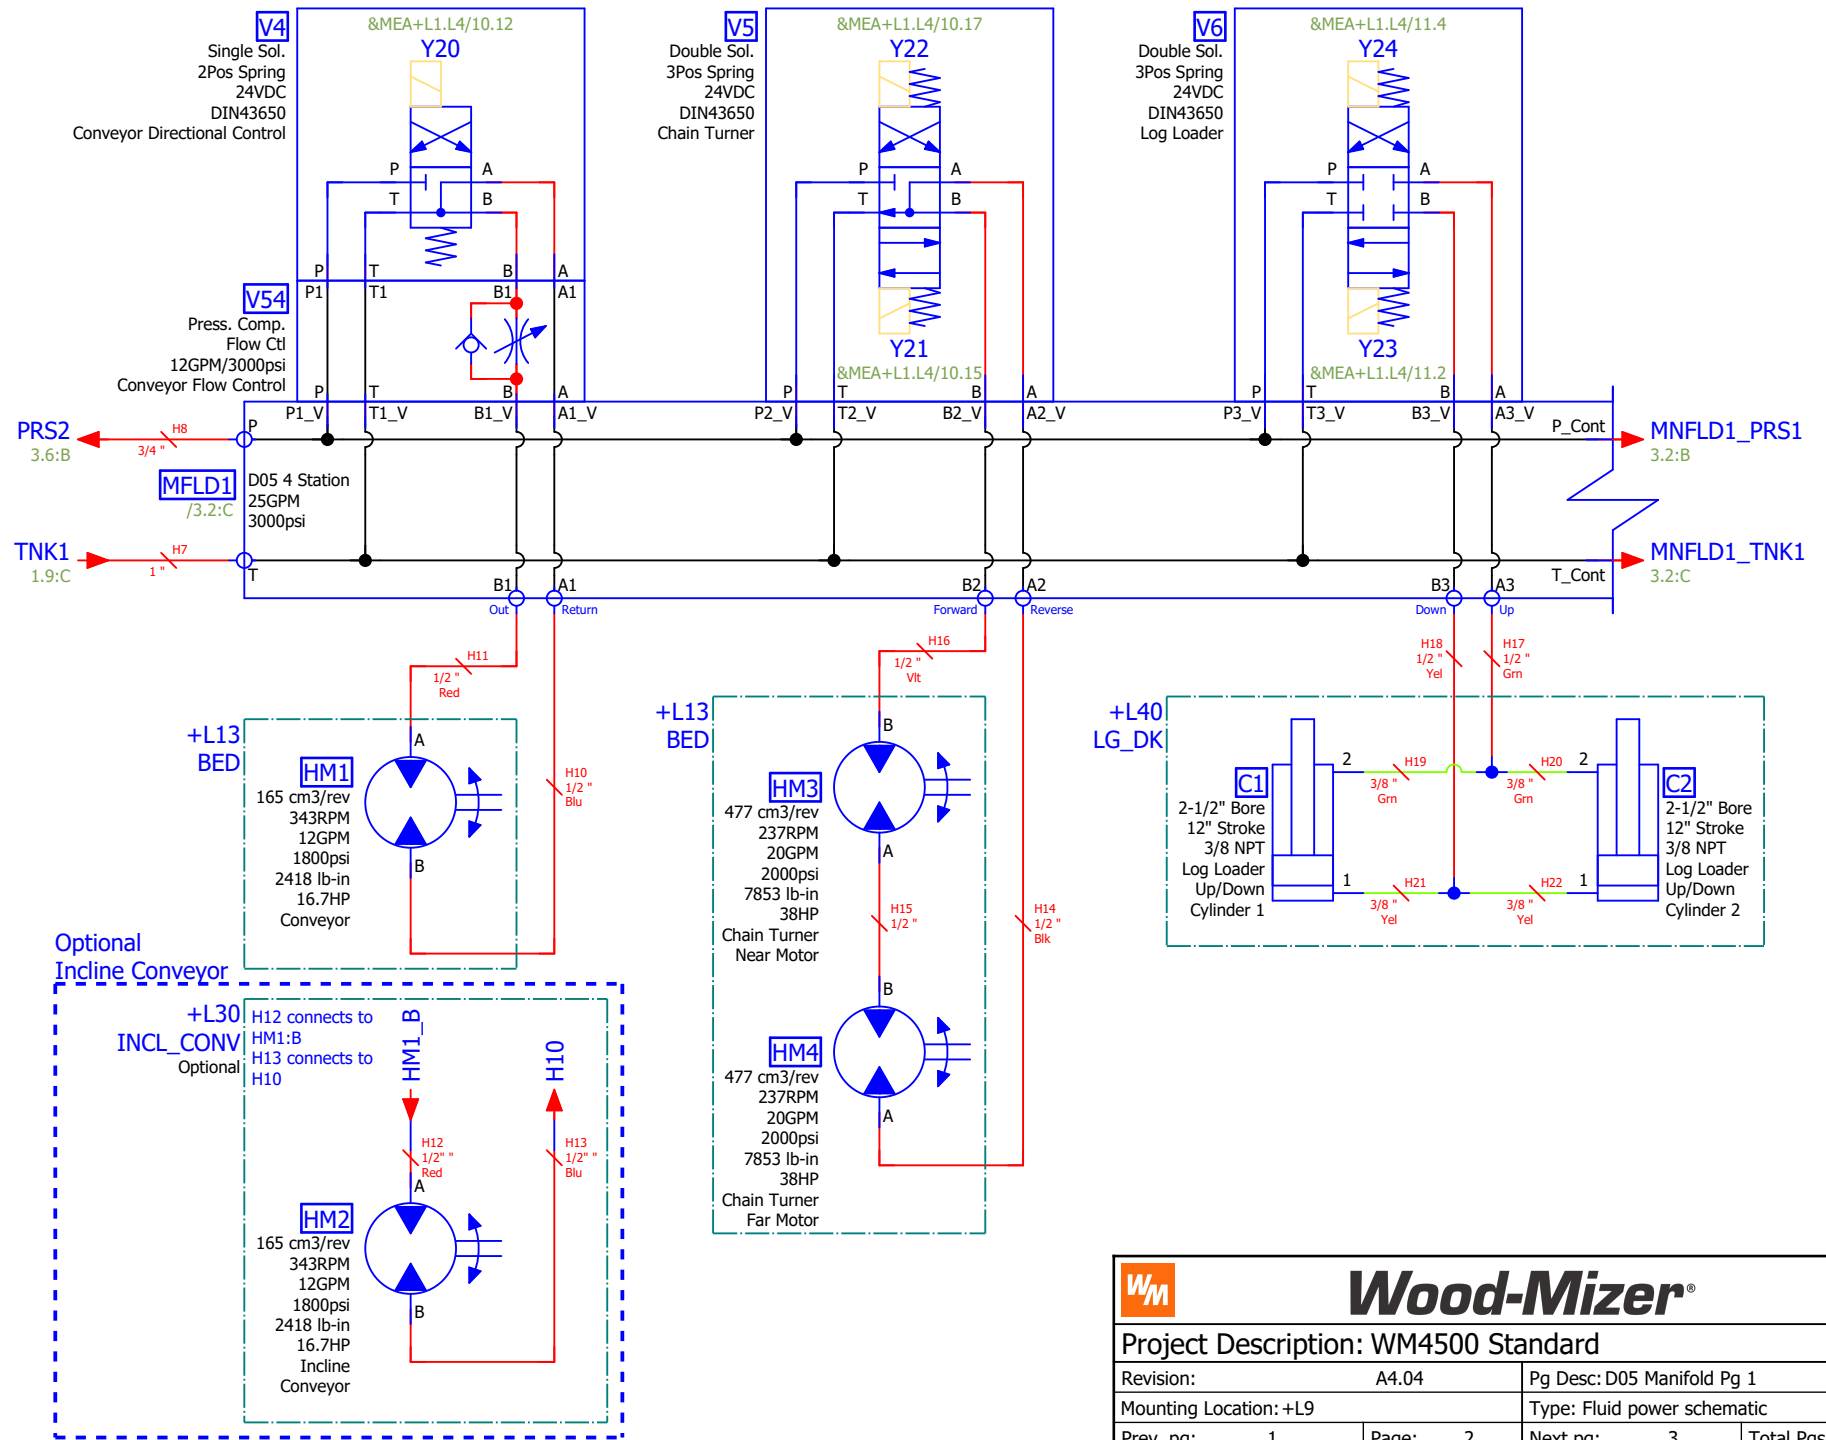 V4
Single Sol.
2Pos Spring
24VDC
DIN43650
Conveyor Directional Control
&MEA+L1.L4/10.12
Y20
P
A
T
B
P
T
B
A
V5
Double Sol.
3Pos Spring
24VDC
DIN43650
Chain Turner
&MEA+L1.L4/10.17
Y22
P
A
T
B
Y21
&MEA+L1.L4/10.15
P
T
B
A
V6
Double Sol.
3Pos Spring
24VDC
DIN43650
Log Loader
&MEA+L1.L4/11.4
Y24
P
A
T
B
Y23
&MEA+L1.L4/11.2
P
T
B
A
V54
Press. Comp.
Flow Ctl
12GPM/3000psi
Conveyor Flow Control
P1
T1
B1
A1
P
T
B
A
P1_V
T1_V
B1_V
A1_V
P2_V
T2_V
B2_V
A2_V
P3_V
T3_V
B3_V
A3_V
PRS2
3.6:B
H8
3/4 "
P
P_Cont
MNFLD1_PRS1
3.2:B
MFLD1
/3.2:C
D05 4 Station
25GPM
3000psi
TNK1
1.9:C
H7
1 "
T
T_Cont
MNFLD1_TNK1
3.2:C
B1
A1
Out
Return
B2
A2
Forward
Reverse
B3
A3
Down
Up
H11
1/2 "
Red
H10
1/2 "
Blu
H16
1/2 "
Vlt
H18
1/2 "
Yel
H17
1/2 "
Grn
+L13
BED
HM1
165 cm3/rev
343RPM
12GPM
1800psi
2418 lb-in
16.7HP
Conveyor
A
B
+L13
BED
HM3
477 cm3/rev
237RPM
20GPM
2000psi
7853 lb-in
38HP
Chain Turner
Near Motor
B
A
H15
1/2 "
H14
1/2 "
Blk
HM4
477 cm3/rev
237RPM
20GPM
2000psi
7853 lb-in
38HP
Chain Turner
Far Motor
B
A
+L40
LG_DK
C1
2-1/2" Bore
12" Stroke
3/8 NPT
Log Loader
Up/Down
Cylinder 1
2
1
H19
3/8 "
Grn
H20
3/8 "
Grn
H21
3/8 "
Yel
H22
3/8 "
Yel
2
1
C2
2-1/2" Bore
12" Stroke
3/8 NPT
Log Loader
Up/Down
Cylinder 2
Optional
Incline Conveyor
+L30
INCL_CONV
Optional
H12 connects to
HM1:B
H13 connects to
H10
HM1_B
H10
H12
1/2" "
Red
H13
1/2" "
Blu
HM2
165 cm3/rev
343RPM
12GPM
1800psi
2418 lb-in
16.7HP
Incline
Conveyor
A
B
WM
Wood-Mizer®
Project Description: WM4500 Standard
Revision: A4.04
Pg Desc: D05 Manifold Pg 1
Mounting Location: +L9
Type: Fluid power schematic
Prev. pg: 1
Page: 2
Next pg: 3
Total Pgs